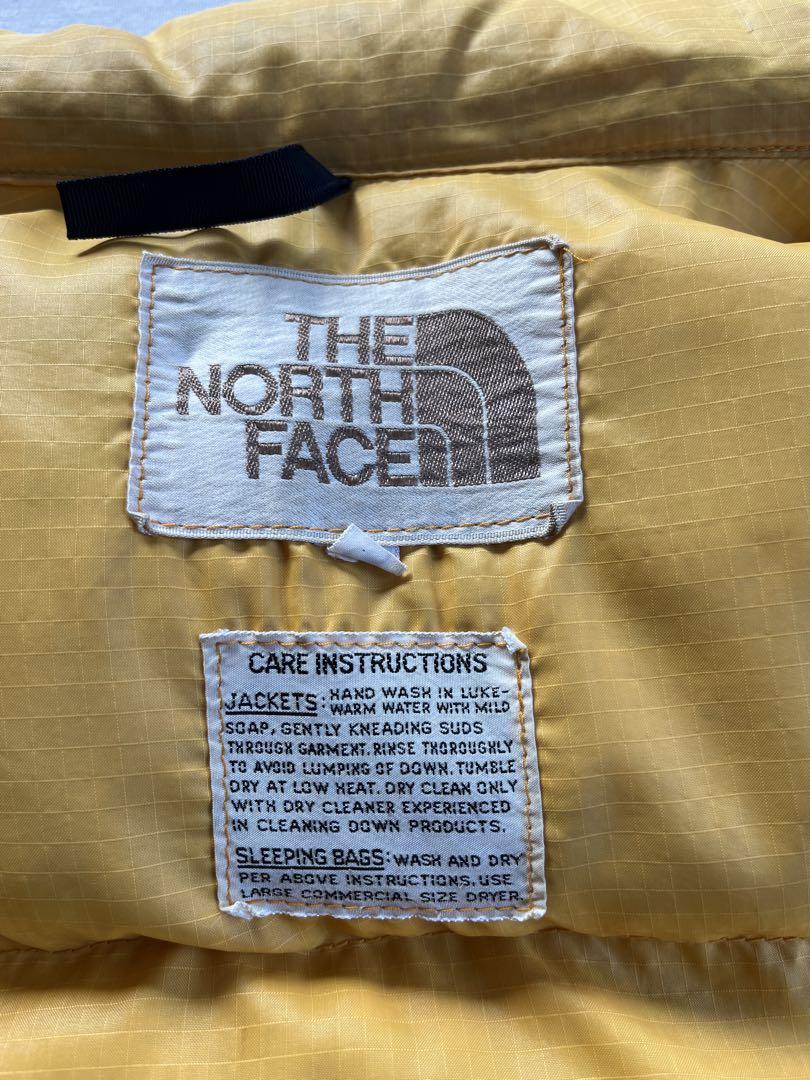 THE
NORTH
FACE
CARE INSTRUCTIONS
JACKETS: HAND WASH IN LUKE-
WARM WATER WITH MILD
SOAP, GENTLY KNEADING SUDS
THROUGH GARMENT. RINSE THOROUGHLY
TO AVOID LUMPING OF DOWN. TUMBLE
DRY AT LOW HEAT. DRY CLEAN ONLY
WITH DRY CLEANER EXPERIENCED
IN CLEANING DOWN PRODUCTS.
SLEEPING BAGS: WASH AND DRY
PER ABOVE INSTRUCTIONS. USE
LARGE COMMERCIAL SIZE DRYER.